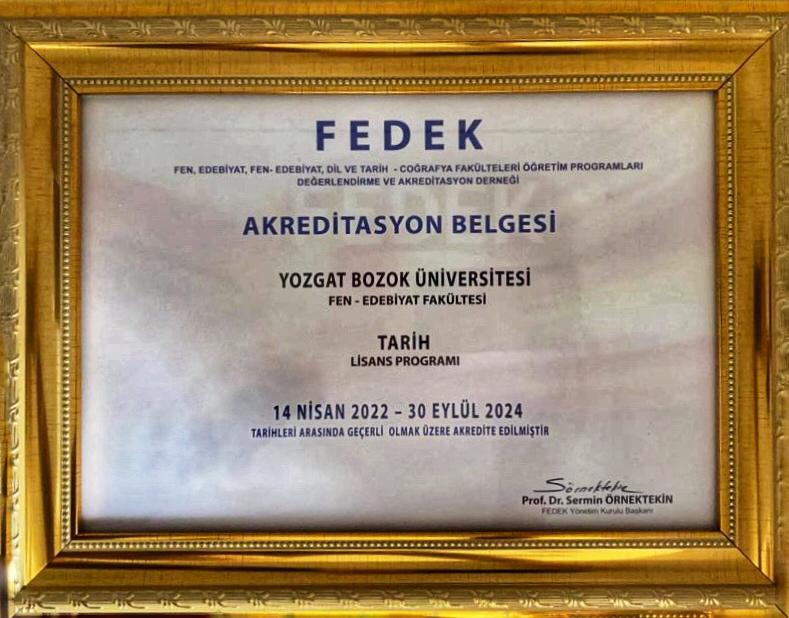 FEDEK
FEN, EDEBİYAT, FEN- EDEBİYAT, DİL VE TARİH - COĞRAFYA FAKÜLTELERİ ÖĞRETİM PROGRAMLARI
DEĞERLENDİRME VE AKREDİTASYON DERNEĞİ
AKREDİTASYON BELGESİ
YOZGAT BOZOK ÜNİVERSİTESİ
FEN - EDEBİYAT FAKÜLTESİ
TARİH
LİSANS PROGRAMI
14 NİSAN 2022 – 30 EYLÜL 2024
TARİHLERİ ARASINDA GEÇERLİ OLMAK ÜZERE AKREDİTE EDİLMİŞTİR
Sörnektekin
Prof. Dr. Sermin ÖRNEKTEKİN
FEDEK Yönetim Kurulu Başkanı